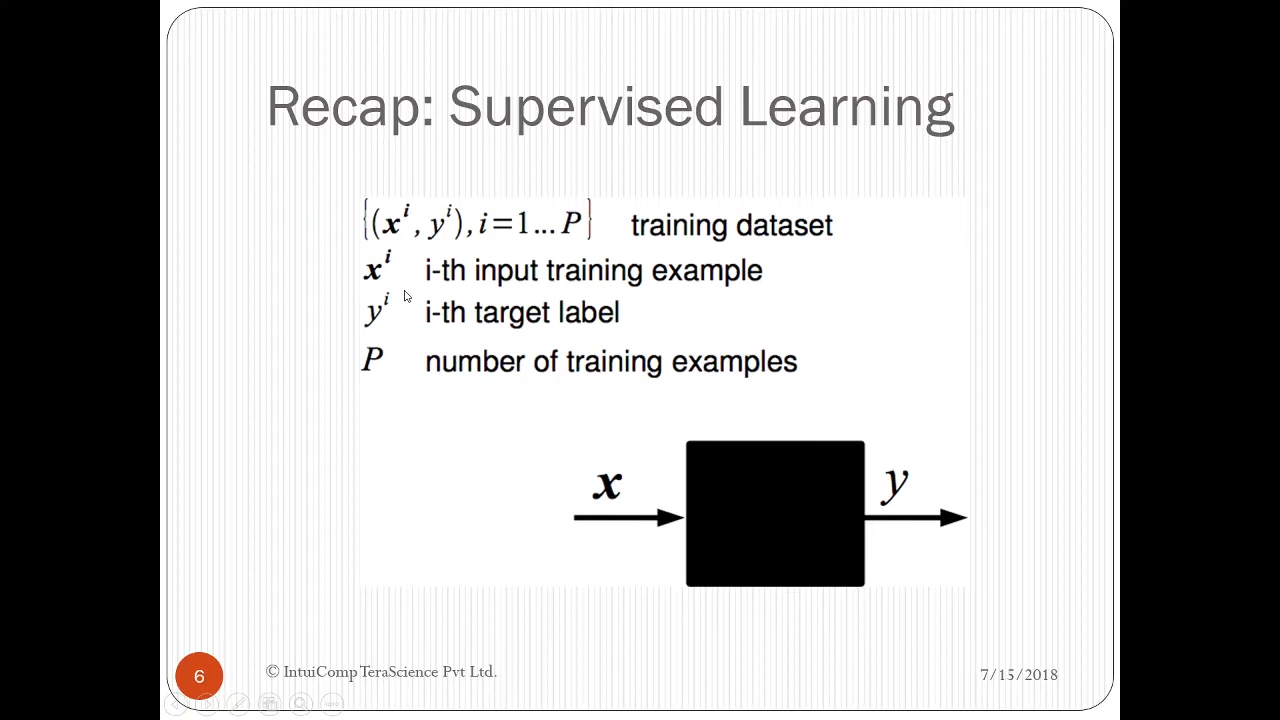 Recap: Supervised Learning
{(xⁱ, yⁱ), i=1...P} training dataset
xⁱ i-th input training example
yⁱ i-th target label
P number of training examples
x y
6 © IntuiComp TeraScience Pvt Ltd. 7/15/2018